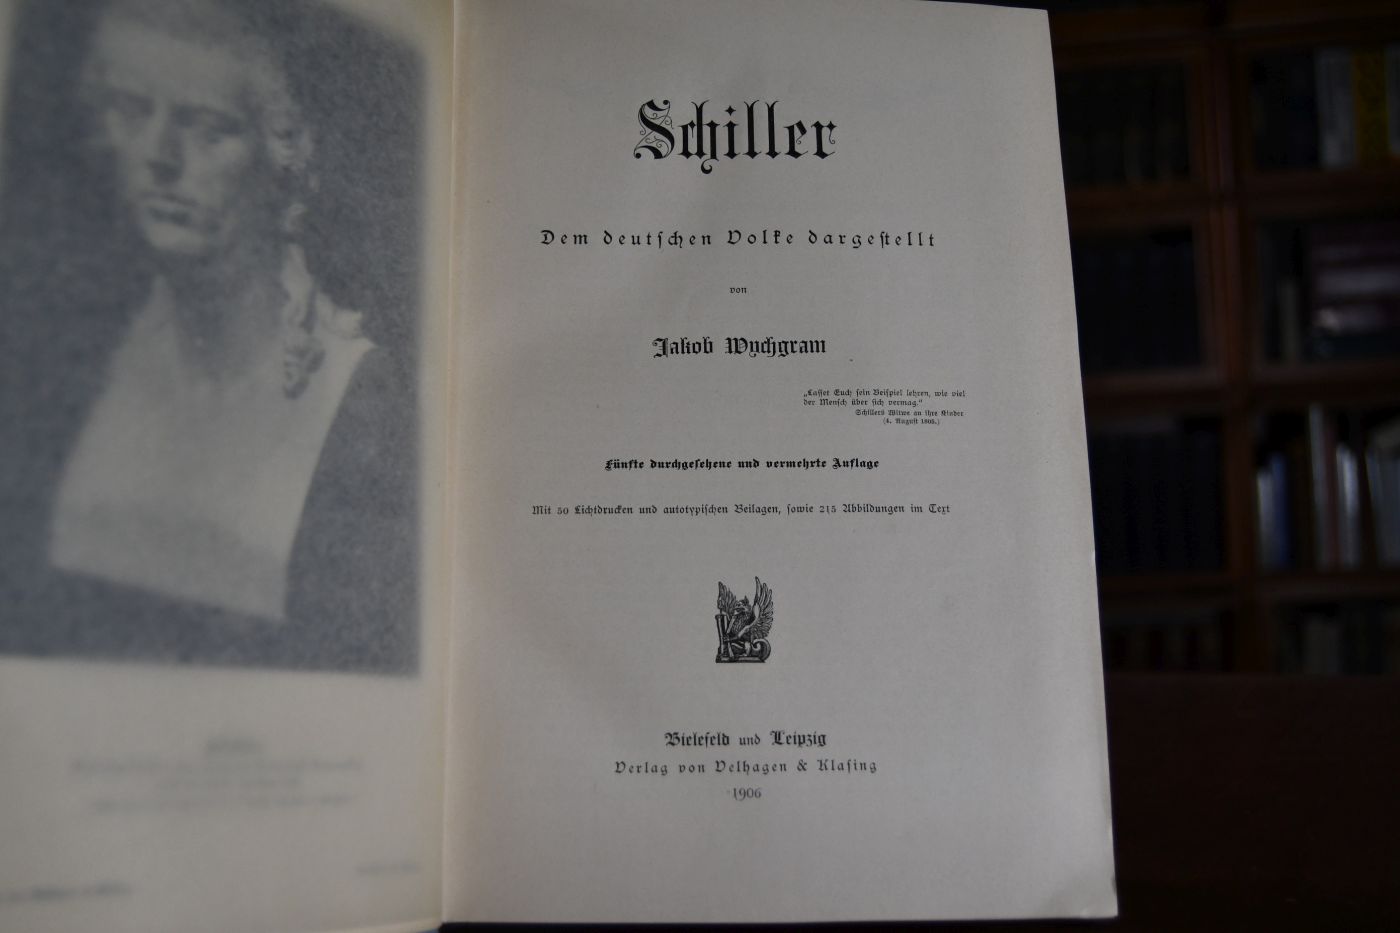 Schiller
Dem deutſchen Volke dargeſtellt
von
Jakob Wychgram
„Laſſet Euch ſein Beiſpiel lehren, wie viel
der Menſch über ſich vermag.“
Schillers Witwe an ihre Kinder
(4. Auguſt 1805.)
Fünfte durchgeſehene und vermehrte Auflage
Mit 50 Lichtdrucken und autotypiſchen Beilagen, ſowie 215 Abbildungen im Text
Bielefeld und Leipzig
Verlag von Velhagen & Klaſing
1906